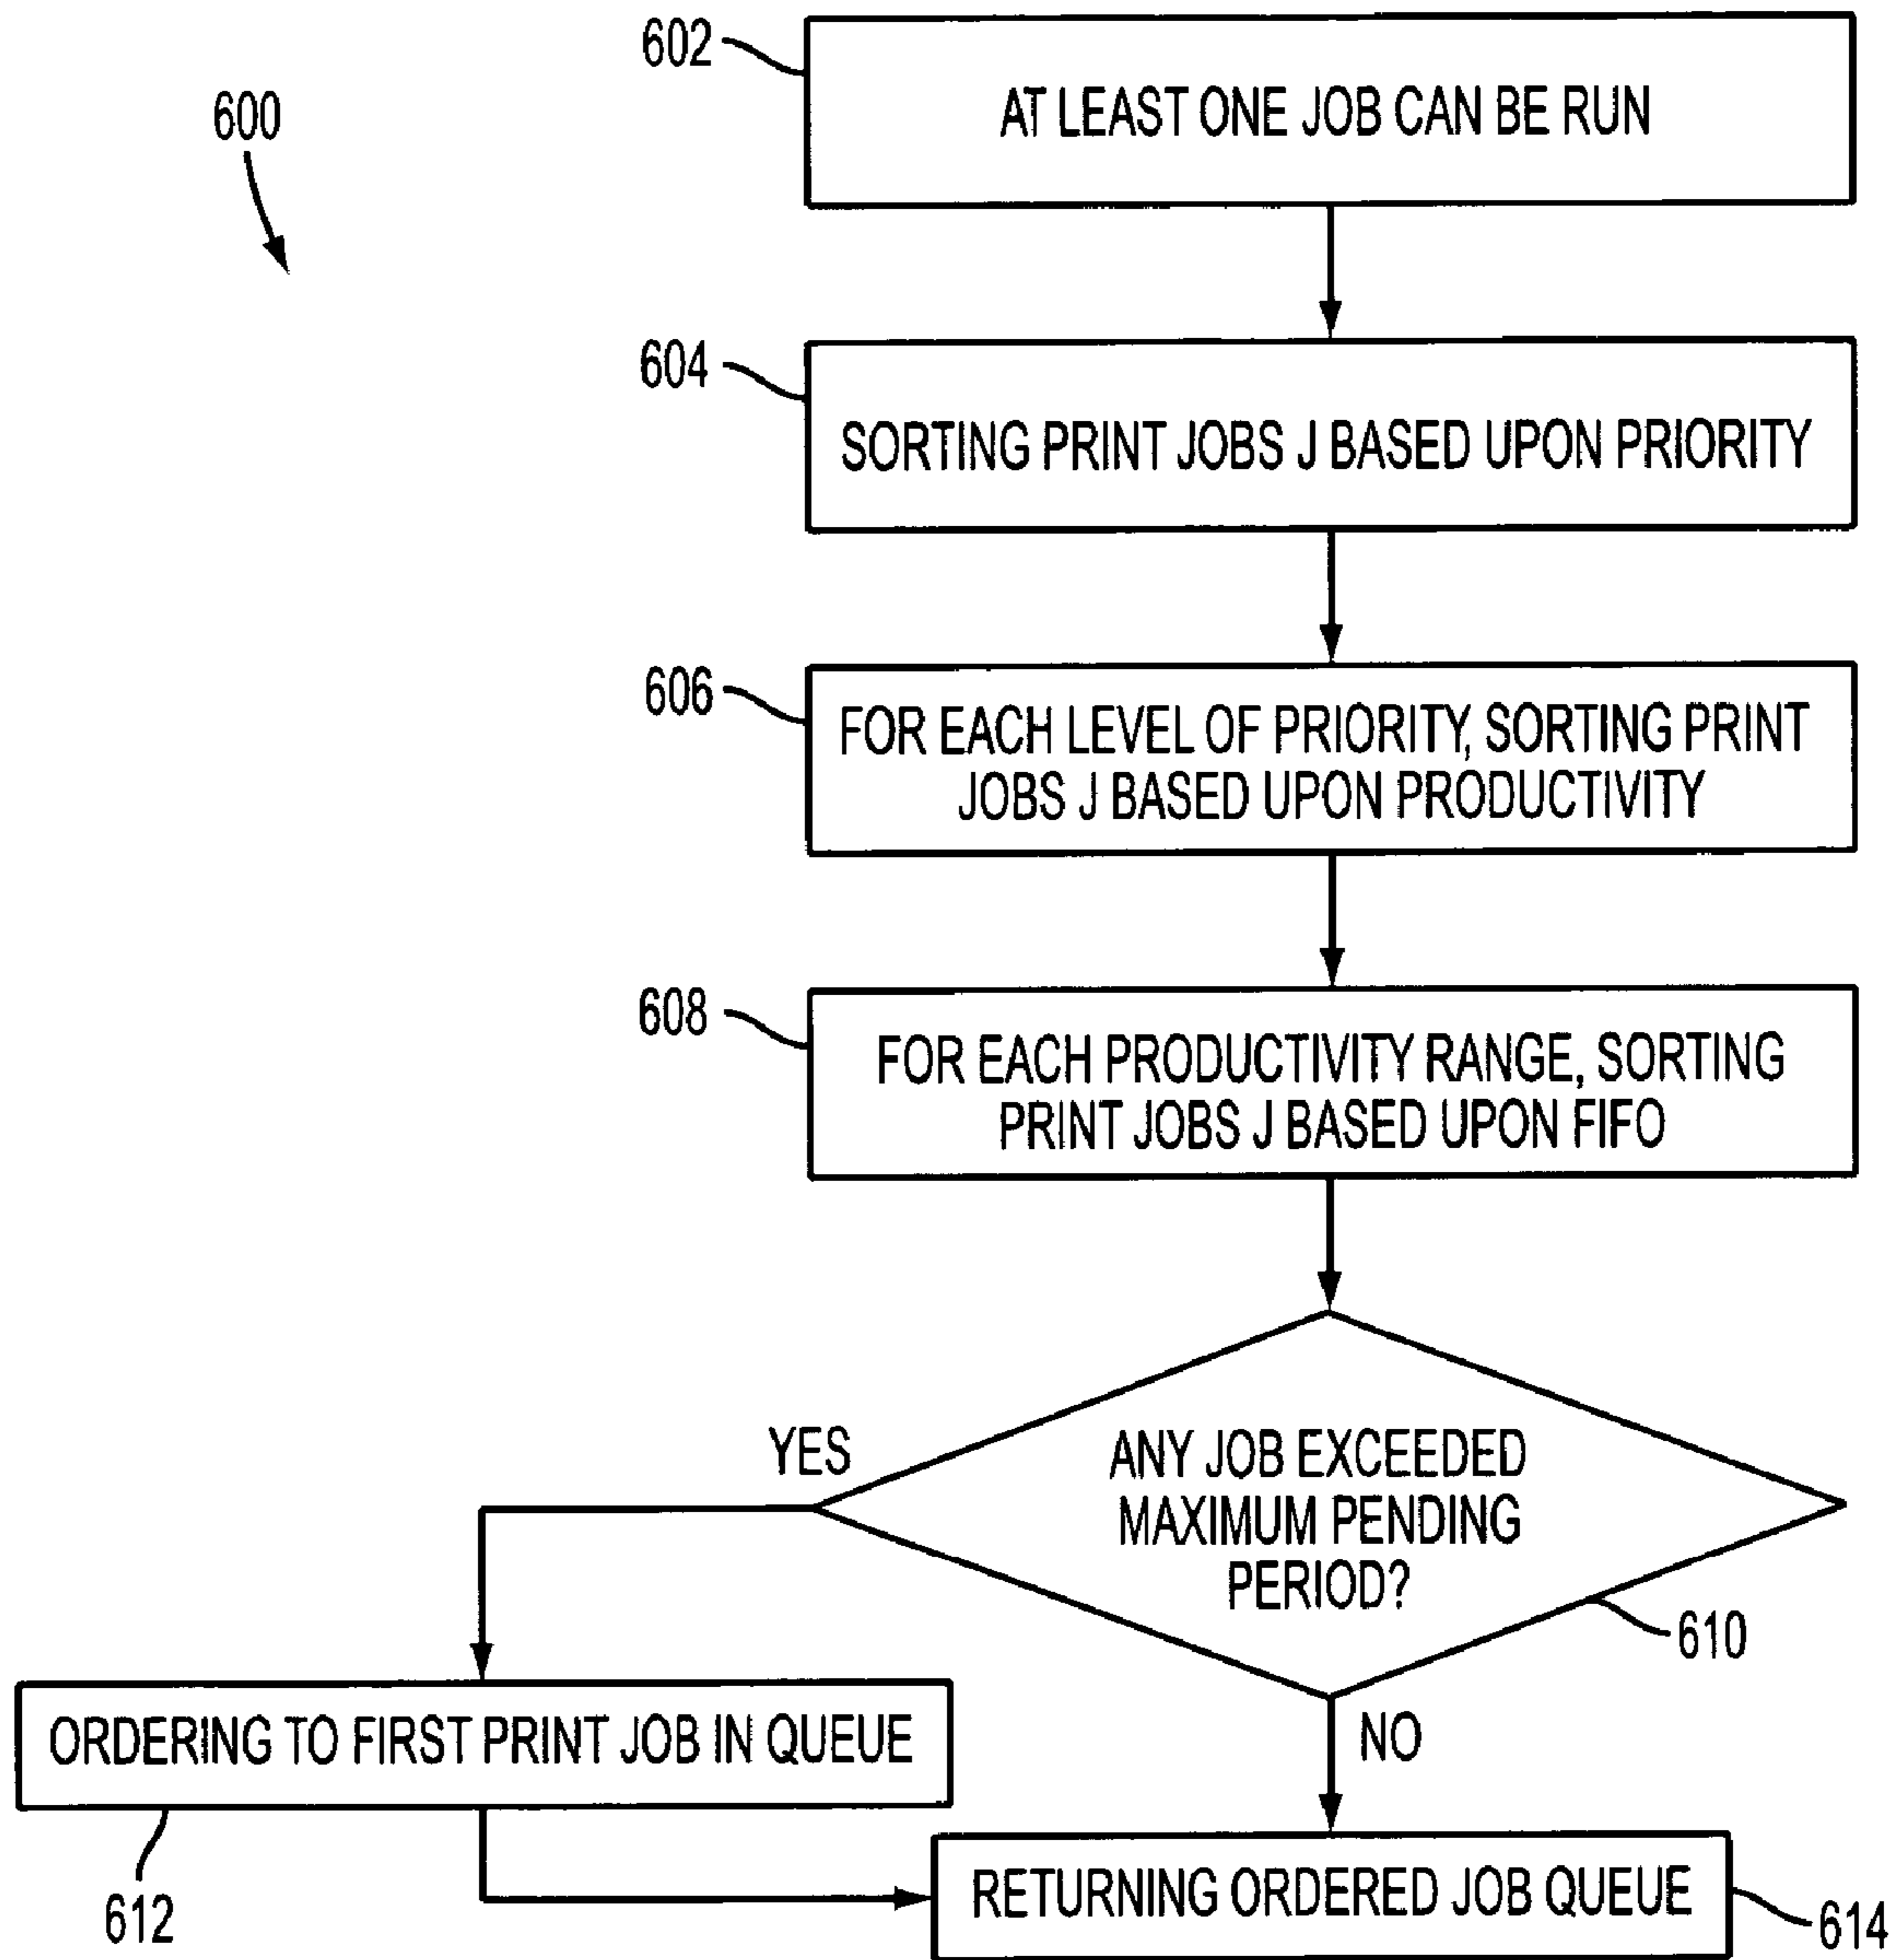 600
602
AT LEAST ONE JOB CAN BE RUN
604
SORTING PRINT JOBS J BASED UPON PRIORITY
606
FOR EACH LEVEL OF PRIORITY, SORTING PRINT
JOBS J BASED UPON PRODUCTIVITY
608
FOR EACH PRODUCTIVITY RANGE, SORTING
PRINT JOBS J BASED UPON FIFO
YES
ANY JOB EXCEEDED
MAXIMUM PENDING
PERIOD?
610
ORDERING TO FIRST PRINT JOB IN QUEUE
612
NO
RETURNING ORDERED JOB QUEUE
614